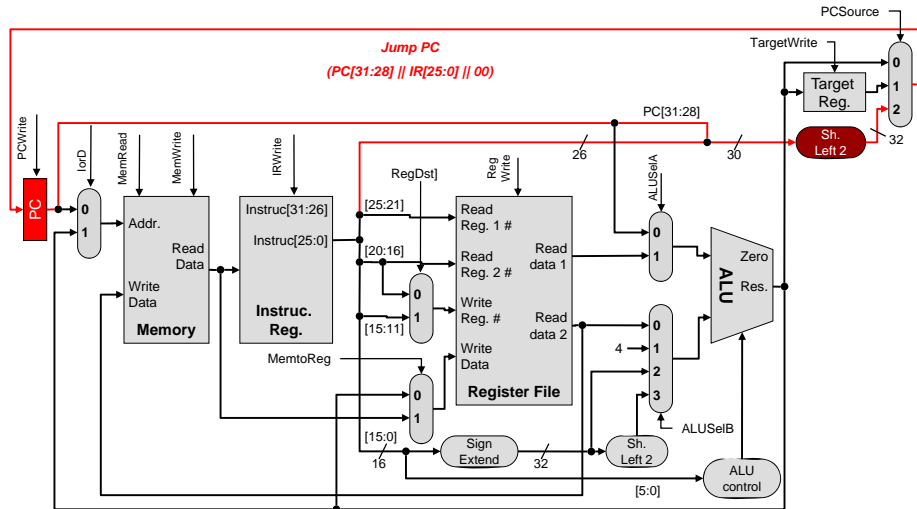 PCSource
Jump PC
TargetWrite
(PC[31:28] || IR[25:0] || 00)
0
1
2
Target
Reg.
PC[31:28]
PCWrite
IorD
MemRead
MemWrite
IRWrite
RegDst]
Reg
Write
26
ALUSelA
30
Sh.
Left 2
32
PC
0
1
Addr.
Read
Data
Write
Data
Memory
Instruc[31:26]
Instruc[25:0]
Instruc.
Reg.
[25:21]
[20:16]
[15:11]
0
1
Read
Reg. 1 #
Read
Reg. 2 #
Write
Reg. #
Write
Data
Read
data 1
Read
data 2
Register File
0
1
0
4
1
2
3
ALU
Zero
Res.
MemtoReg
0
1
ALUSelB
[15:0]
16
Sign
Extend
32
Sh.
Left 2
ALU
control
[5:0]